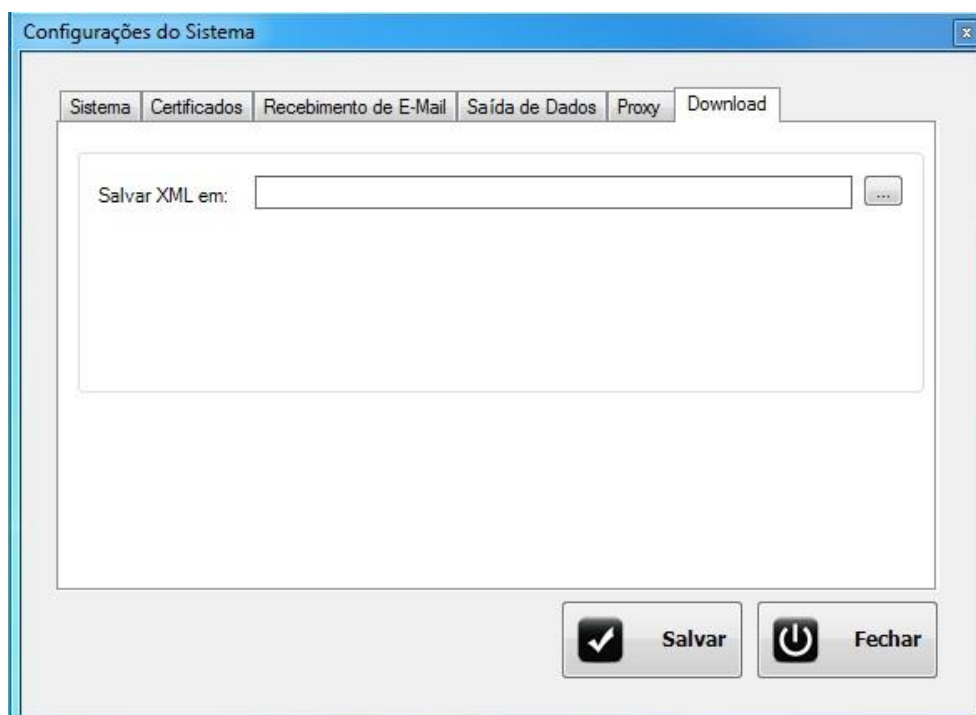 Configurações do Sistema
x
Sistema Certificados Recebimento de E-Mail Saída de Dados Proxy Download
Salvar XML em: ...
Salvar Fechar